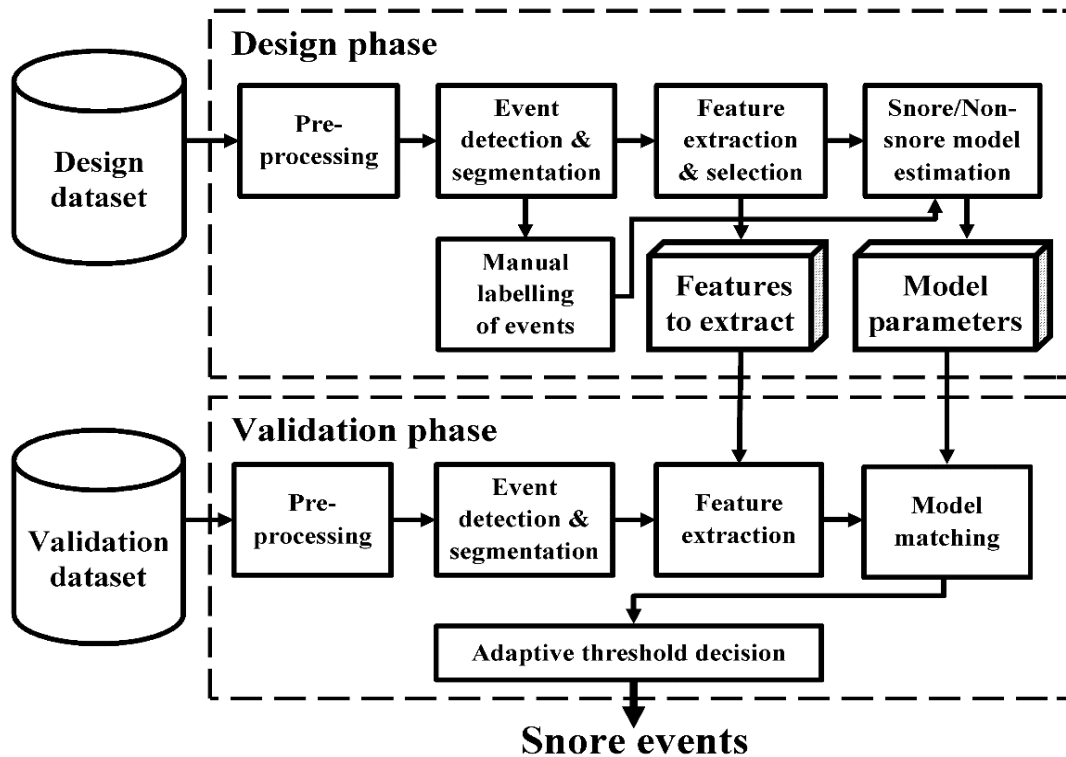 Design phase
Design
dataset
Pre-
processing
Event
detection &
segmentation
Feature
extraction
& selection
Snore/Non-
snore model
estimation
Manual
labelling
of events
Features
to extract
Model
parameters
Validation phase
Validation
dataset
Pre-
processing
Event
detection &
segmentation
Feature
extraction
Model
matching
Adaptive threshold decision
Snore events